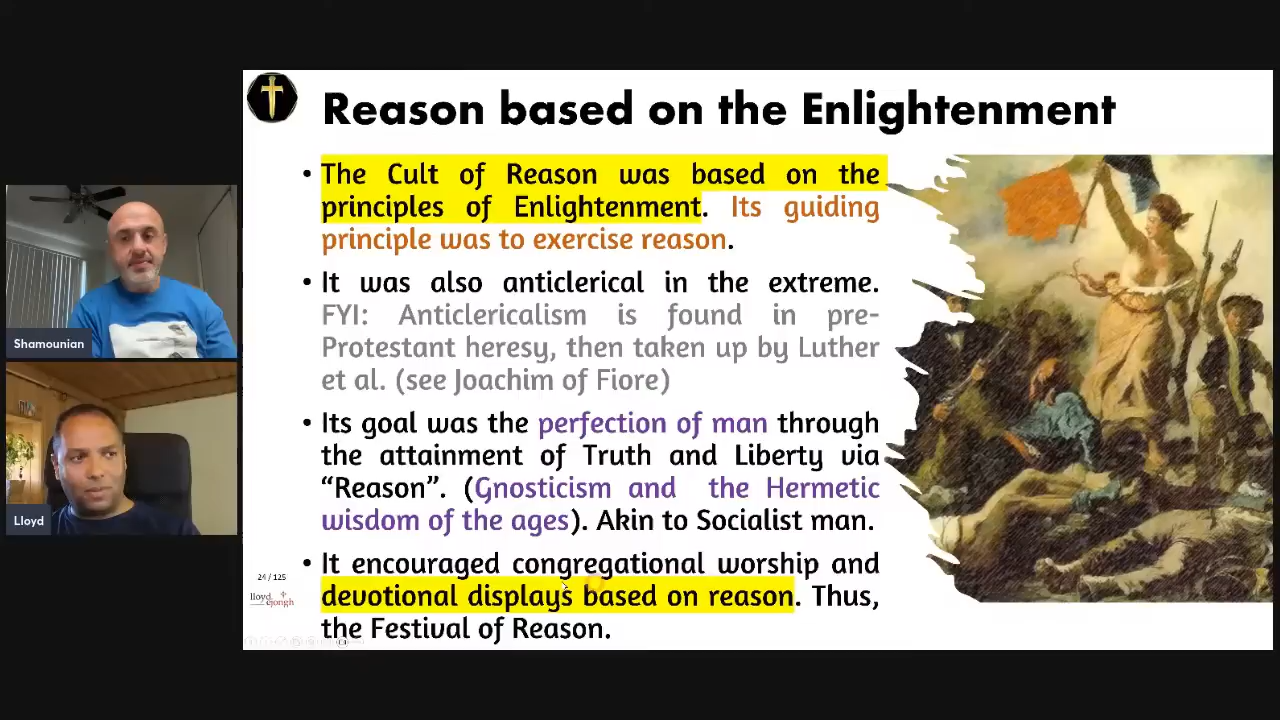 Reason based on the Enlightenment
• The Cult of Reason was based on the
principles of Enlightenment. Its guiding
principle was to exercise reason.
• It was also anticlerical in the extreme.
FYI: Anticlericalism is found in pre-
Protestant heresy, then taken up by Luther
et al. (see Joachim of Fiore)
• Its goal was the perfection of man through
the attainment of Truth and Liberty via
“Reason”. (Gnosticism and the Hermetic
wisdom of the ages). Akin to Socialist man.
• It encouraged congregational worship and
devotional displays based on reason. Thus,
the Festival of Reason.
Shamounian
Lloyd
24 / 125
lloyd
dejongh